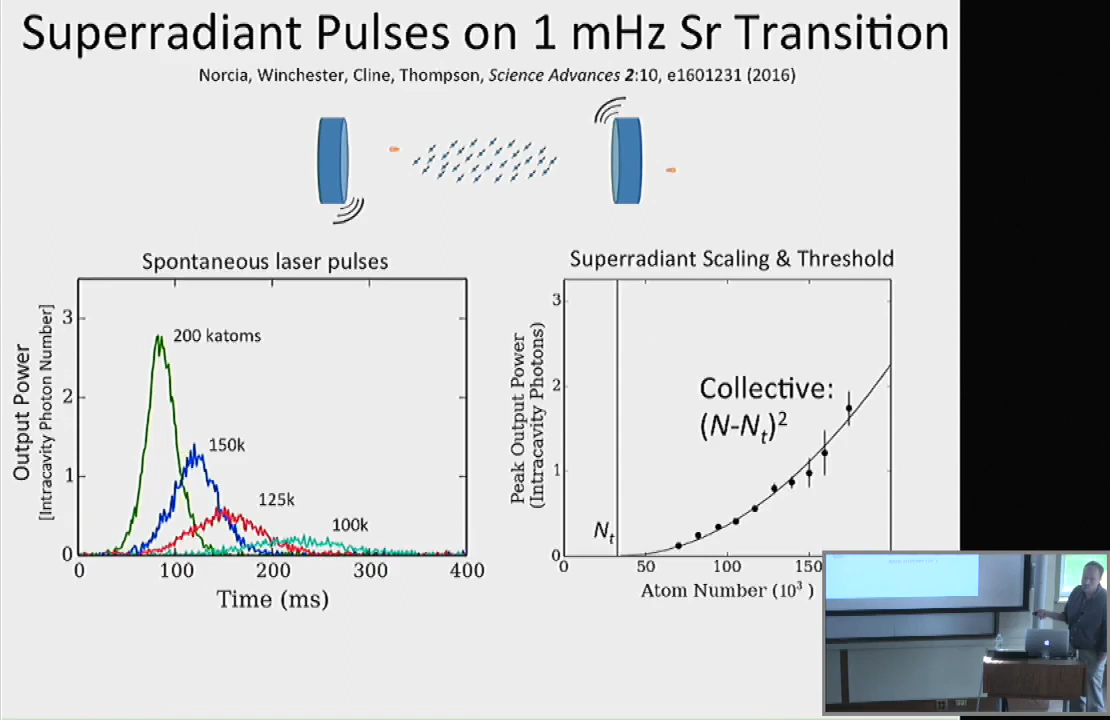 Superradiant Pulses on 1 mHz Sr Transition
Norcia, Winchester, Cline, Thompson, Science Advances 2:10, e1601231 (2016)
Spontaneous laser pulses
Output Power
[Intracavity Photon Number]
3
2
1
0
200 katoms
150k
125k
100k
0 100 200 300 400
Time (ms)
Superradiant Scaling & Threshold
Peak Output Power
(Intracavity Photons)
3
2
1
0
Collective:
(N-Nt)²
Nt
0 50 100 150
Atom Number (10³ )